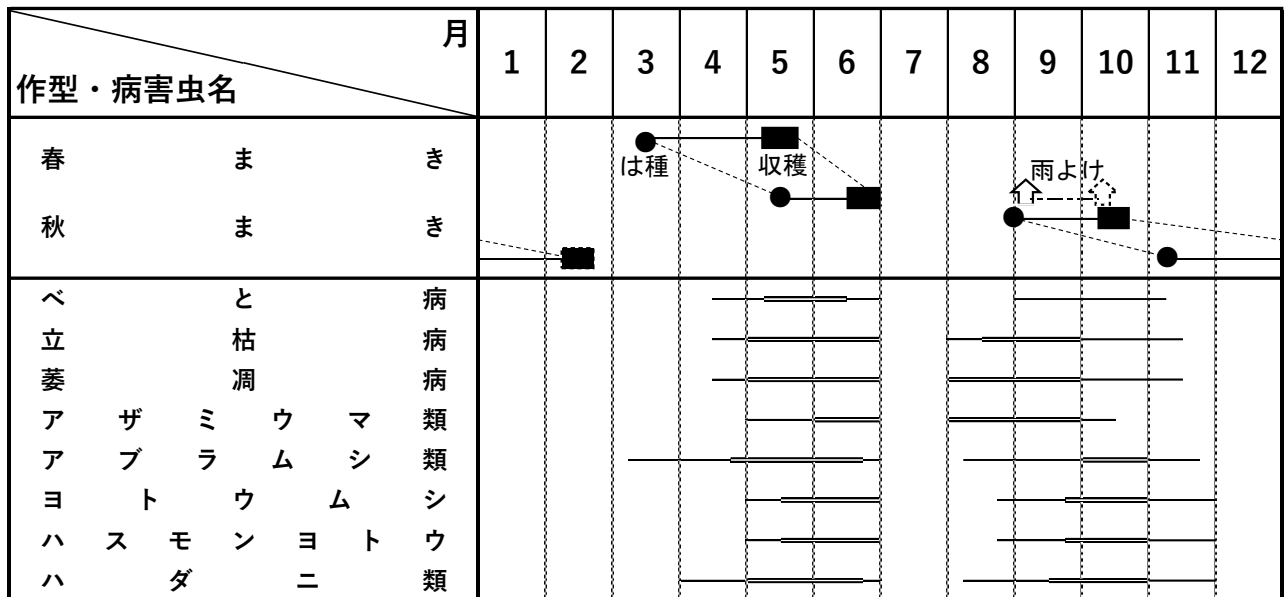 月
作型・病害虫名
1 2 3 4 5 6 7 8 9 10 11 12
春まき
は種 収穫
雨よけ
秋まき
べと病
立枯病
萎凋病
アザミウマ類
アブラムシ類
ヨトウムシ
ハスモンヨトウ
ハダニ類